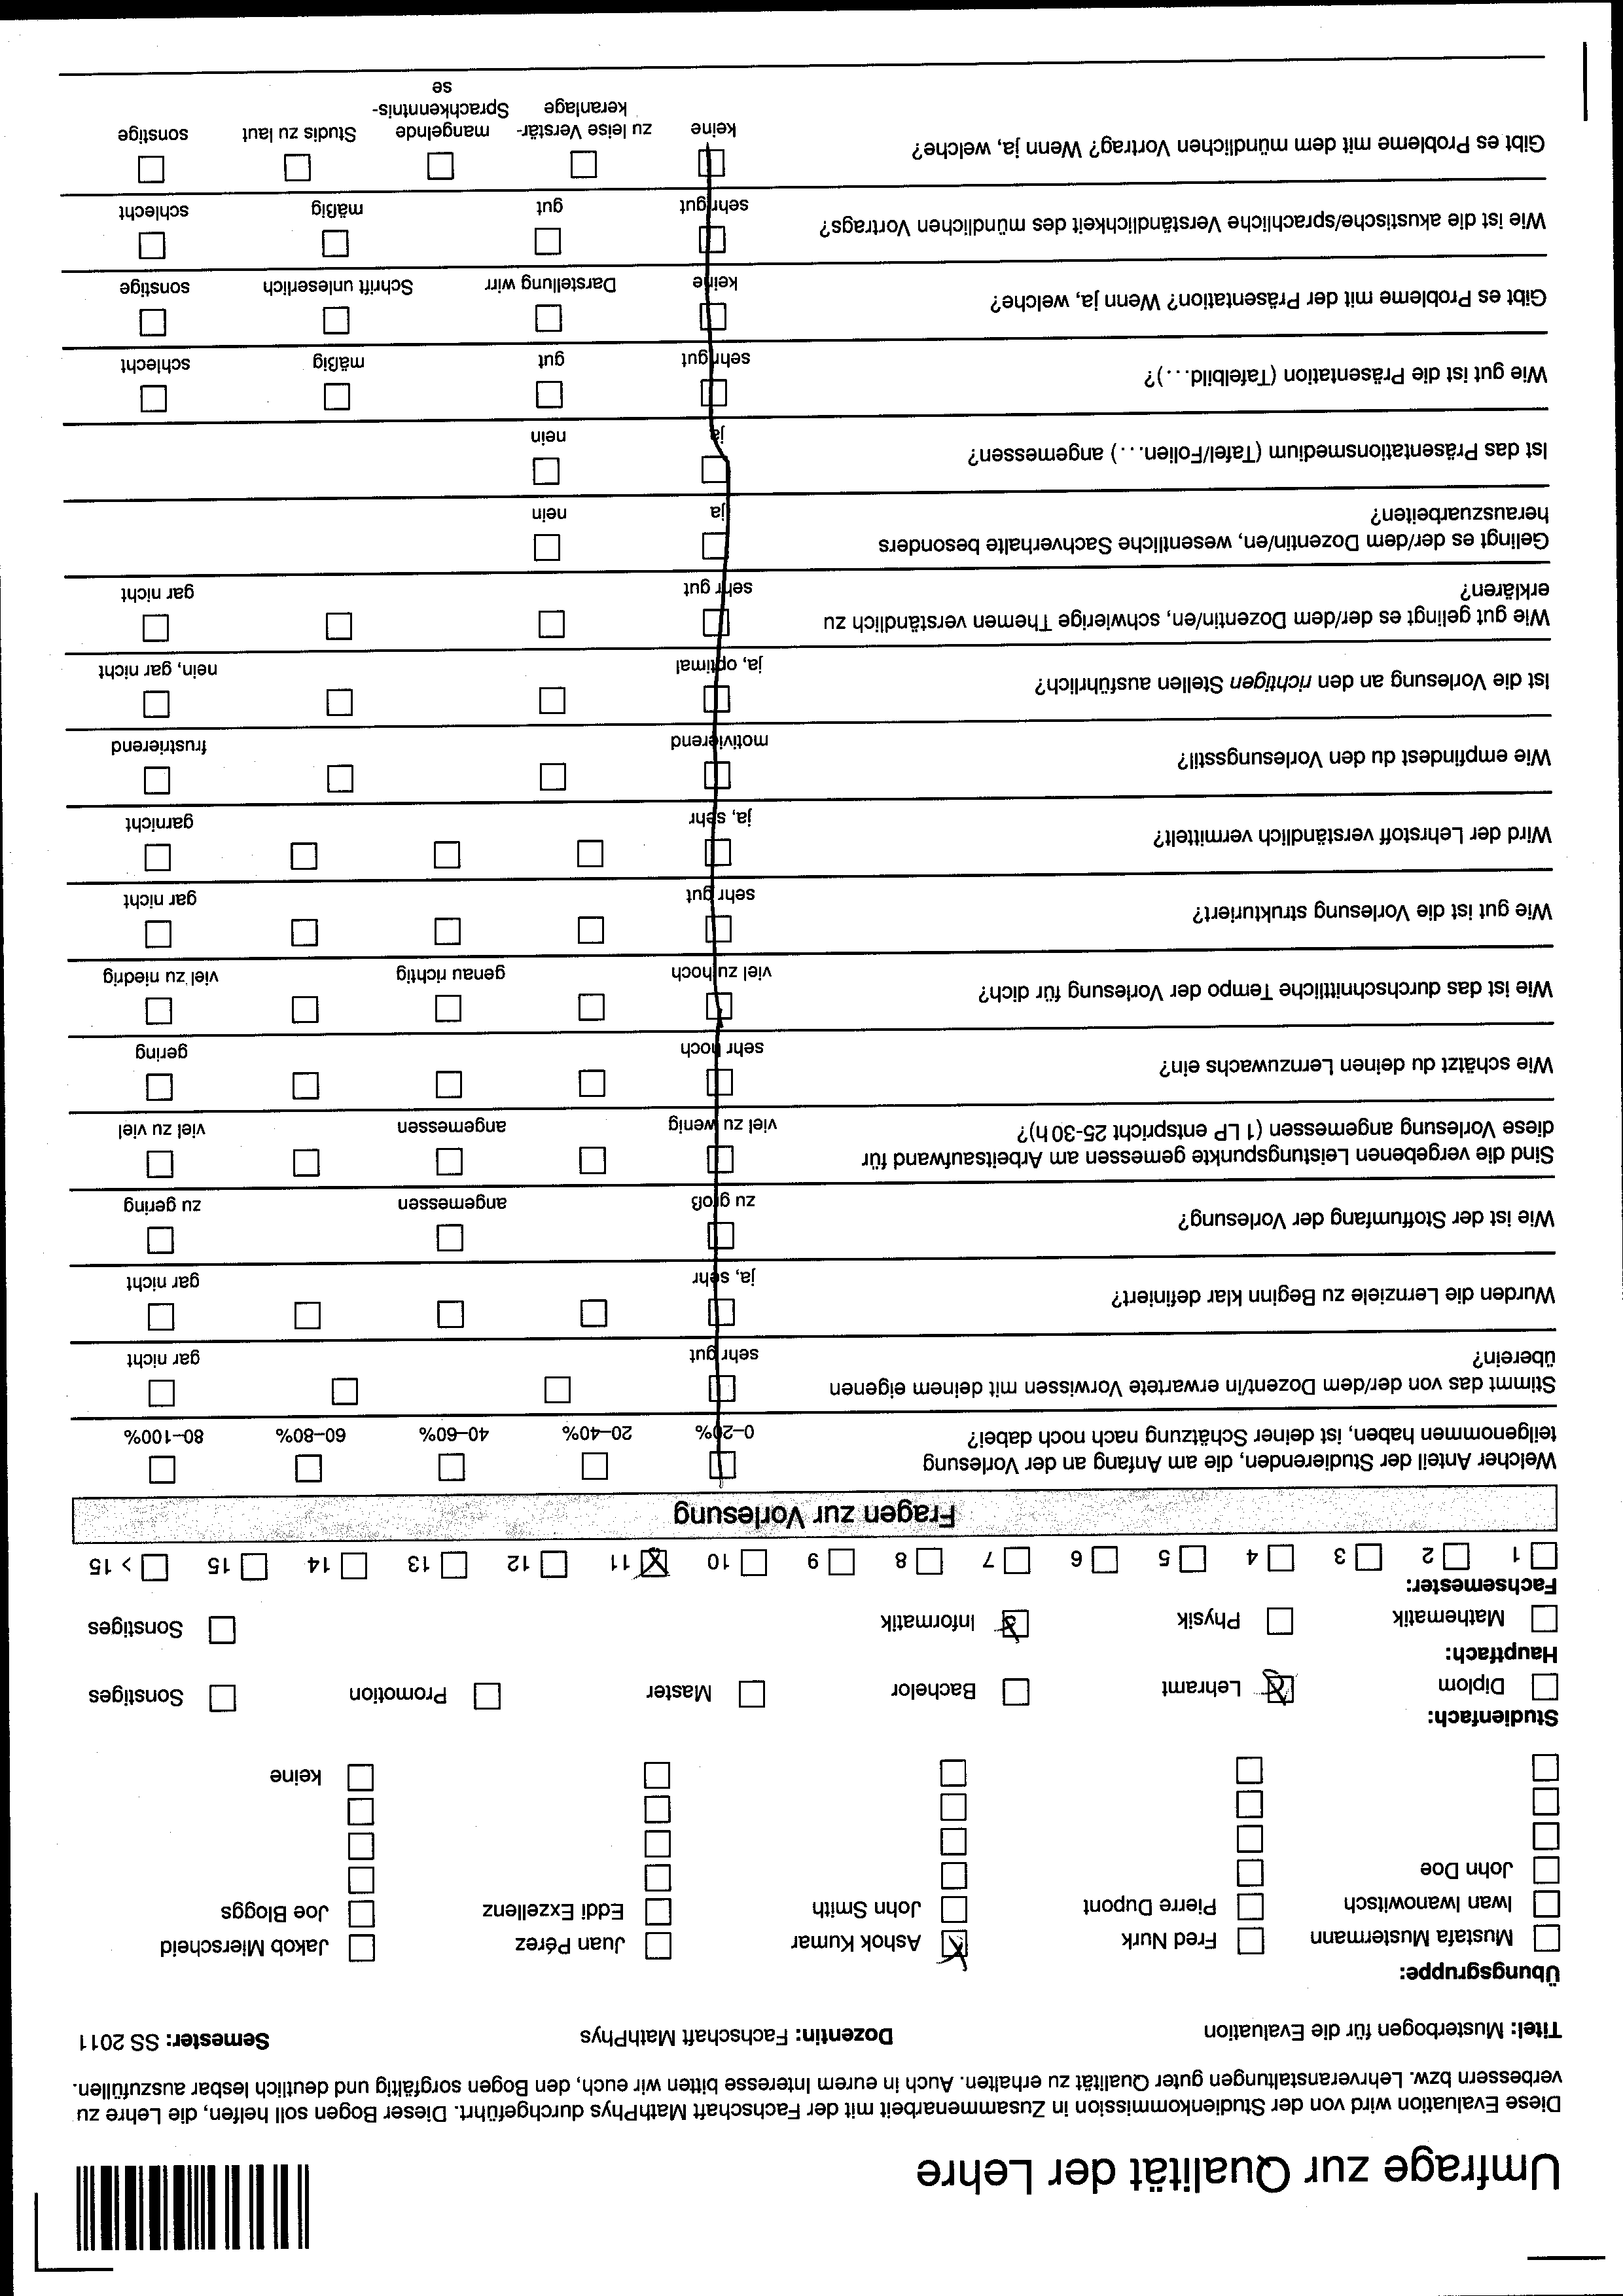 Umfrage zur Qualität der Lehre
Diese Evaluation wird von der Studienkommission in Zusammenarbeit mit der Fachschaft MathPhys durchgeführt. Dieser Bogen soll helfen, die Lehre zu
verbessern bzw. Lehrveranstaltungen guter Qualität zu erhalten. Auch in eurem Interesse bitten wir euch, den Bogen sorgfältig und deutlich lesbar auszufüllen.
Titel: Musterbogen für die Evaluation Dozentin: Fachschaft MathPhys Semester: SS 2011
Übungsgruppe:
Mustafa Mustermann Fred Nurk Ashok Kumar Juan Pérez Jakob Mierscheid
Iwan Iwanowitsch Pierre Dupont John Smith Eddi Exzellenz Joe Bloggs
John Doe
keine
Studienfach:
Diplom Lehramt Bachelor Master Promotion Sonstiges
Hauptfach:
Mathematik Physik Informatik Sonstiges
Fachsemester:
1 2 3 4 5 6 7 8 9 10 11 12 13 14 15 > 15
Fragen zur Vorlesung
Welcher Anteil der Studierenden, die am Anfang an der Vorlesung
teilgenommen haben, ist deiner Schätzung nach noch dabei?
0–20% 20–40% 40–60% 60–80% 80–100%
Stimmt das von der/dem Dozent/in erwartete Vorwissen mit deinem eigenen
überein?
sehr gut gar nicht
Wurden die Lernziele zu Beginn klar definiert?
ja, sehr gar nicht
Wie ist der Stoffumfang der Vorlesung?
zu groß angemessen zu gering
Sind die vergebenen Leistungspunkte gemessen am Arbeitsaufwand für
diese Vorlesung angemessen (1 LP entspricht 25-30 h)?
viel zu wenig angemessen viel zu viel
Wie schätzt du deinen Lernzuwachs ein?
sehr hoch gering
Wie ist das durchschnittliche Tempo der Vorlesung für dich?
viel zu hoch genau richtig viel zu niedrig
Wie gut ist die Vorlesung strukturiert?
sehr gut gar nicht
Wird der Lehrstoff verständlich vermittelt?
ja, sehr garnicht
Wie empfindest du den Vorlesungsstil?
motivierend frustrierend
Ist die Vorlesung an den richtigen Stellen ausführlich?
ja, optimal nein, gar nicht
Wie gut gelingt es der/dem Dozentin/en, schwierige Themen verständlich zu
erklären?
sehr gut gar nicht
Gelingt es der/dem Dozentin/en, wesentliche Sachverhalte besonders
herauszuarbeiten?
ja nein
Ist das Präsentationsmedium (Tafel/Folien…) angemessen?
ja nein
Wie gut ist die Präsentation (Tafelbild…)?
sehr gut gut mäßig schlecht
Gibt es Probleme mit der Präsentation? Wenn ja, welche?
keine Darstellung wirr Schrift unleserlich sonstige
Wie ist die akustische/sprachliche Verständlichkeit des mündlichen Vortrags?
sehr gut gut mäßig schlecht
Gibt es Probleme mit dem mündlichen Vortrag? Wenn ja, welche?
keine zu leise Verstär- mangelnde Studis zu laut sonstige
keranlage Sprachkenntnis-
se